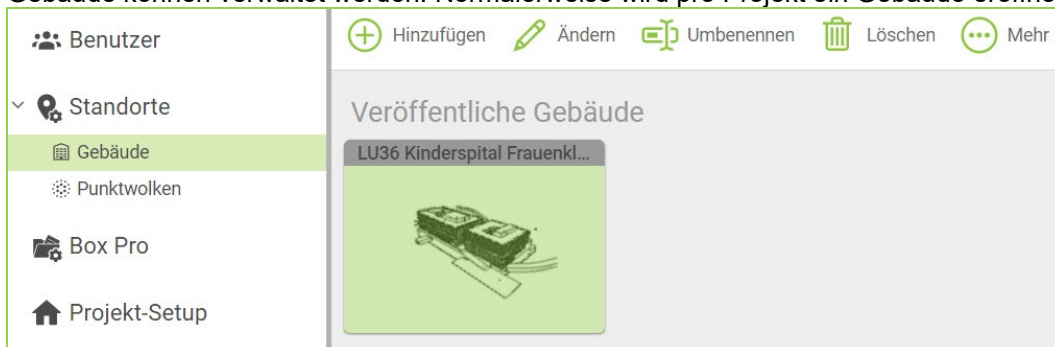 Gebäude können verwaltet werden. Normalerweise wird pro Projekt ein Gebäude eröffne
Benutzer
Standorte
Gebäude
Punktwolken
Box Pro
Projekt-Setup
Hinzufügen Ändern Umbenennen Löschen Mehr
Veröffentliche Gebäude
LU36 Kinderspital Frauenkl...